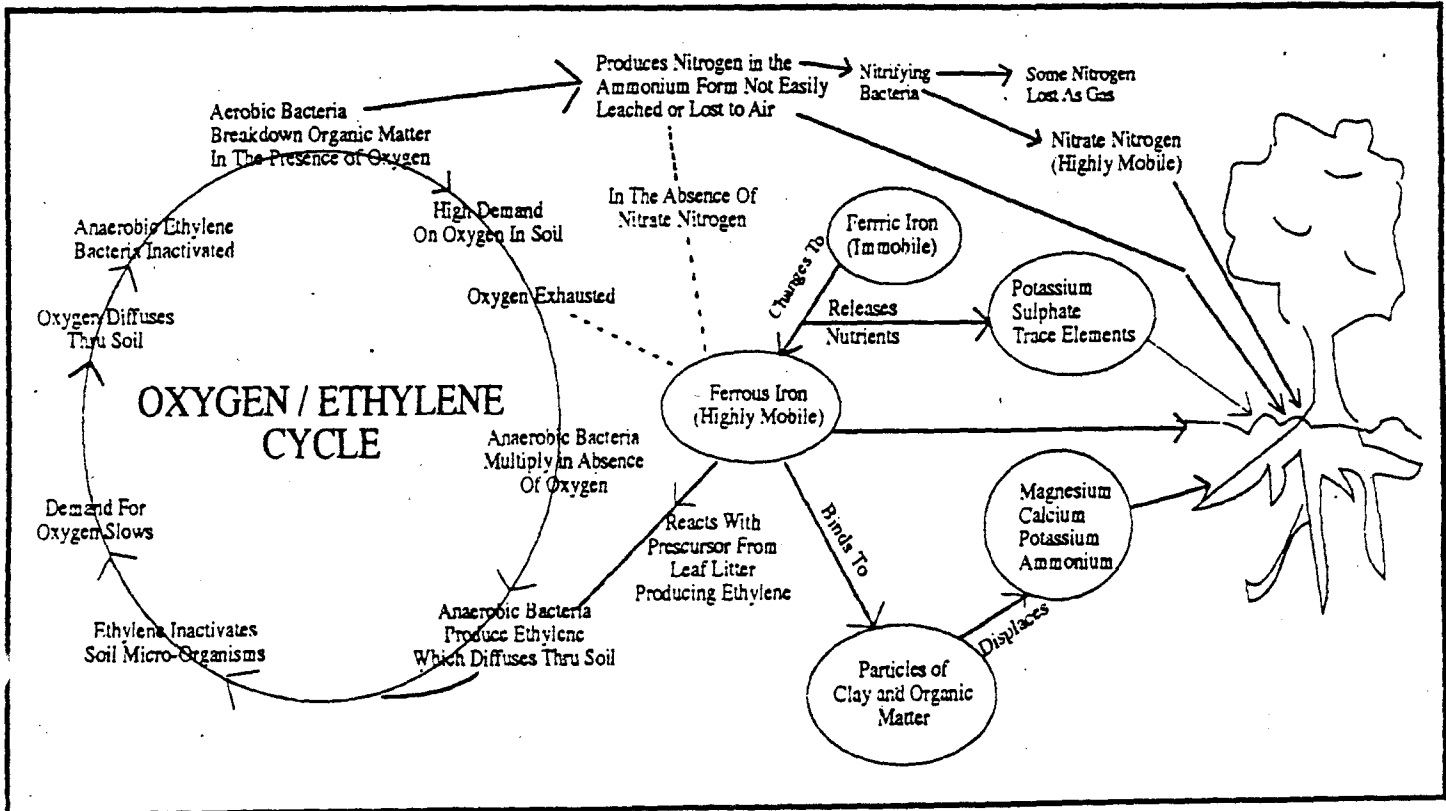 Produces Nitrogen in the
Ammonium Form Not Easily
Leached or Lost to Air
Nitrifying
Bacteria
Some Nitrogen
Lost As Gas
Nitrate Nitrogen
(Highly Mobile)
Aerobic Bacteria
Breakdown Organic Matter
In The Presence of Oxygen
High Demand
On Oxygen In Soil
In The Absence Of
Nitrate Nitrogen
Ferrric Iron
(Immobile)
Changes To
Releases
Nutrients
Potassium
Sulphate
Trace Elements
Anaerobic Ethylene
Bacteria Inactivated
Oxygen Exhausted
Oxygen Diffuses
Thru Soil
OXYGEN / ETHYLENE
CYCLE
Ferrous Iron
(Highly Mobile)
Anaerobic Bacteria
Multiply in Absence
Of Oxygen
Demand For
Oxygen Slows
Reacts With
Prescursor From
Leaf Litter
Producing Ethylene
Binds To
Magnesium
Calcium
Potassium
Ammonium
Anaerobic Bacteria
Produce Ethylene
Which Diffuses Thru Soil
Ethylene Inactivates
Soil Micro-Organisms
Displaces
Particles of
Clay and Organic
Matter